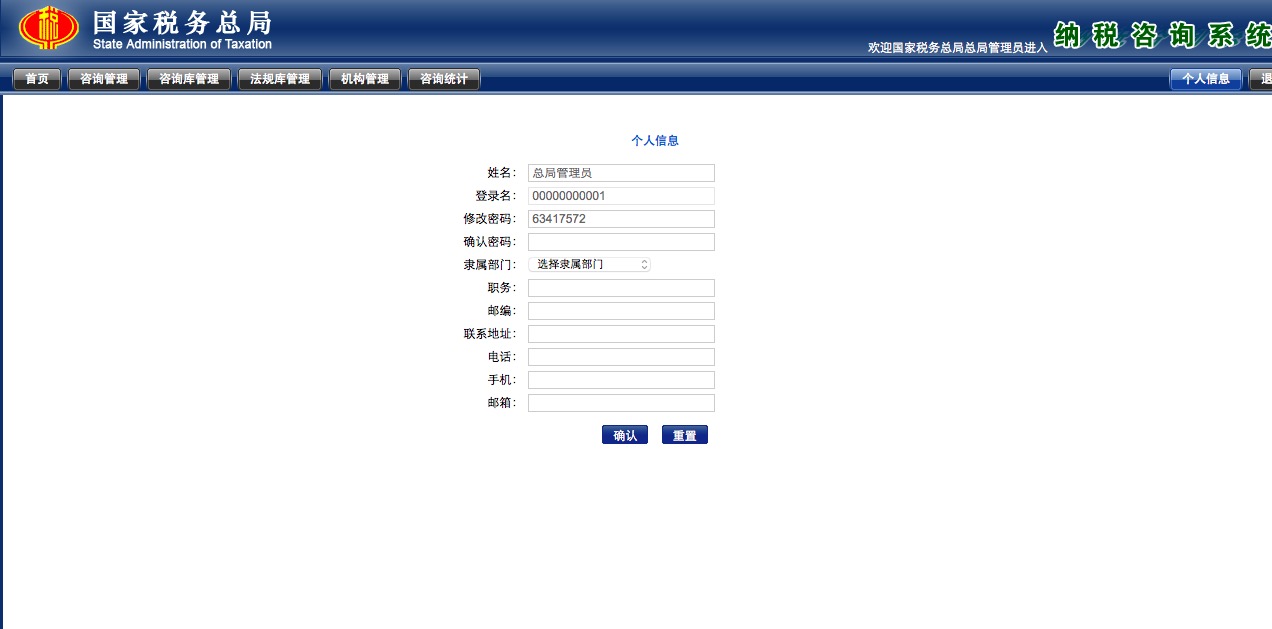 国家税务总局
State Administration of Taxation
欢迎国家税务总局总局管理员进入
纳税咨询系统
首页 咨询管理 咨询库管理 法规库管理 机构管理 咨询统计 个人信息 退
个人信息
姓名： 总局管理员
登录名： 00000000001
修改密码： 63417572
确认密码：
隶属部门： 选择隶属部门
职务：
邮编：
联系地址：
电话：
手机：
邮箱：
确认 重置